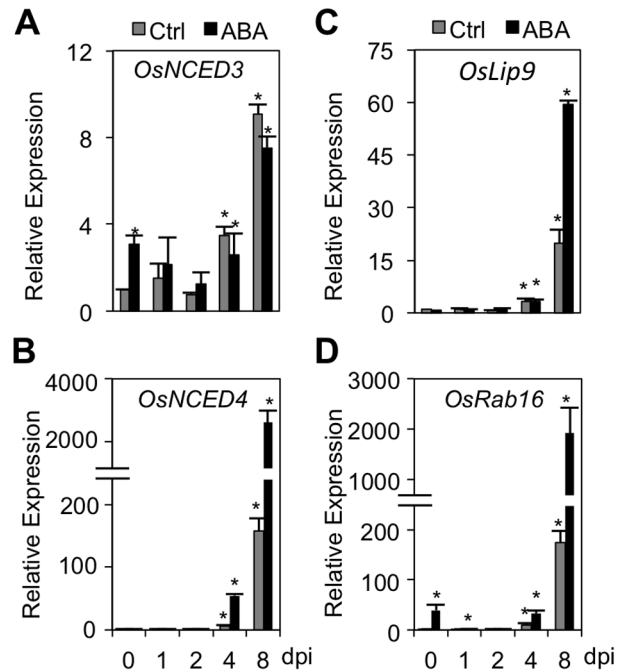 A
Ctrl ABA
OsNCED3
Relative Expression
12
8
4
0
* * * * *
C
Ctrl ABA
OsLip9
Relative Expression
75
60
45
30
15
0
* * * *
B
OsNCED4
Relative Expression
4000
2000
200
100
0
* * * *
0 1 2 4 8 dpi
D
OsRab16
Relative Expression
3000
2000
1000
200
100
0
* * * * * *
0 1 2 4 8 dpi